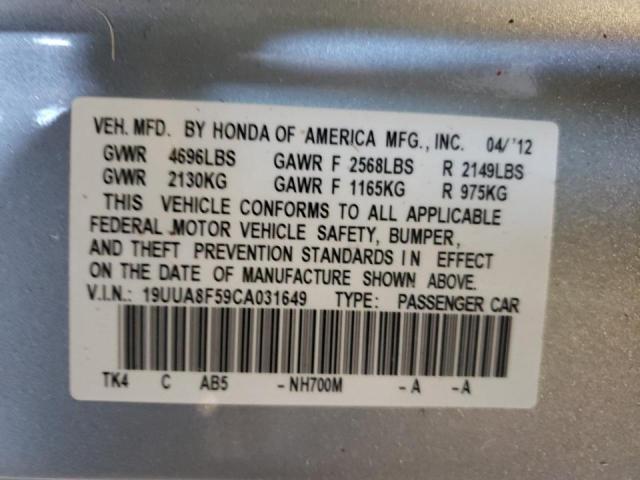 VEH. MFD. BY HONDA OF AMERICA MFG., INC. 04/ '12
GVWR 4696LBS GAWR F 2568LBS R 2149LBS
GVWR 2130KG GAWR F 1165KG R 975KG
THIS VEHICLE CONFORMS TO ALL APPLICABLE
FEDERAL MOTOR VEHICLE SAFETY, BUMPER,
AND THEFT PREVENTION STANDARDS IN EFFECT
ON THE DATE OF MANUFACTURE SHOWN ABOVE.
V.I.N.: 19UUA8F59CA031649 TYPE: PASSENGER CAR
TK4 C AB5 -NH700M -A -A